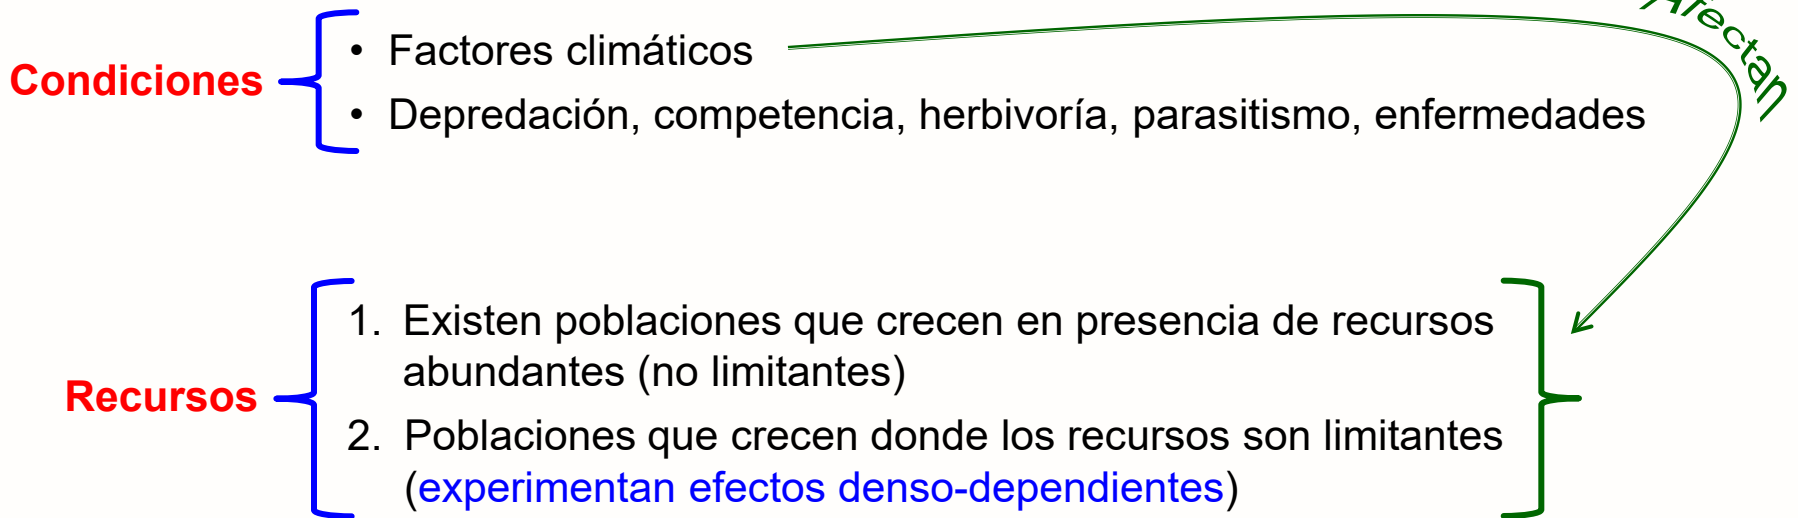 Afectan
Condiciones
• Factores climáticos
• Depredación, competencia, herbivoría, parasitismo, enfermedades
Recursos
1. Existen poblaciones que crecen en presencia de recursos
abundantes (no limitantes)
2. Poblaciones que crecen donde los recursos son limitantes
(experimentan efectos denso-dependientes)